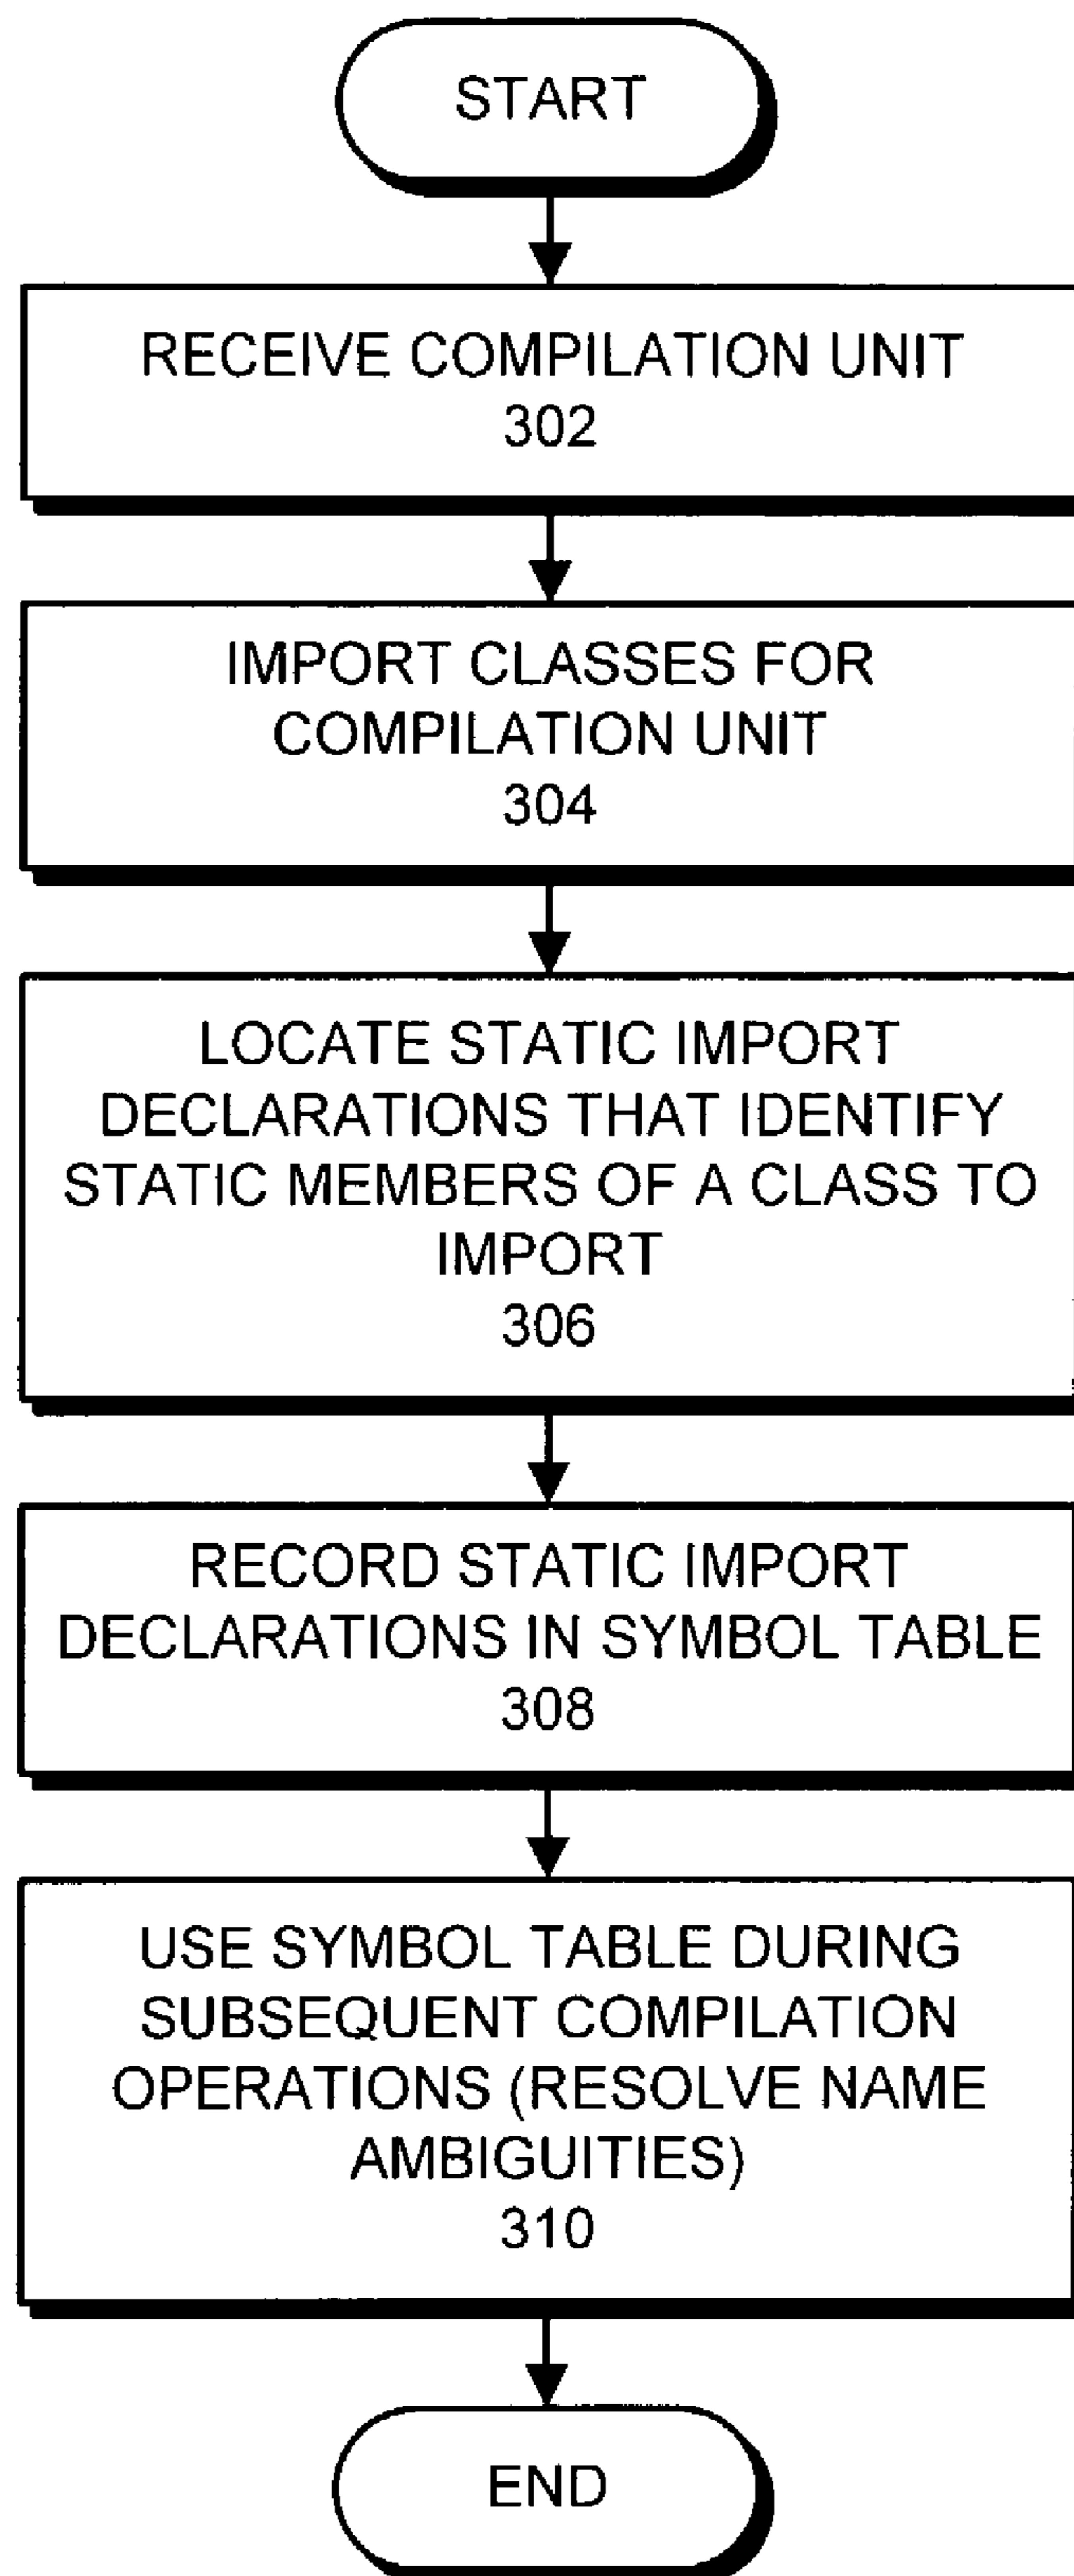 START
RECEIVE COMPILATION UNIT
302
IMPORT CLASSES FOR
COMPILATION UNIT
304
LOCATE STATIC IMPORT
DECLARATIONS THAT IDENTIFY
STATIC MEMBERS OF A CLASS TO
IMPORT
306
RECORD STATIC IMPORT
DECLARATIONS IN SYMBOL TABLE
308
USE SYMBOL TABLE DURING
SUBSEQUENT COMPILATION
OPERATIONS (RESOLVE NAME
AMBIGUITIES)
310
END